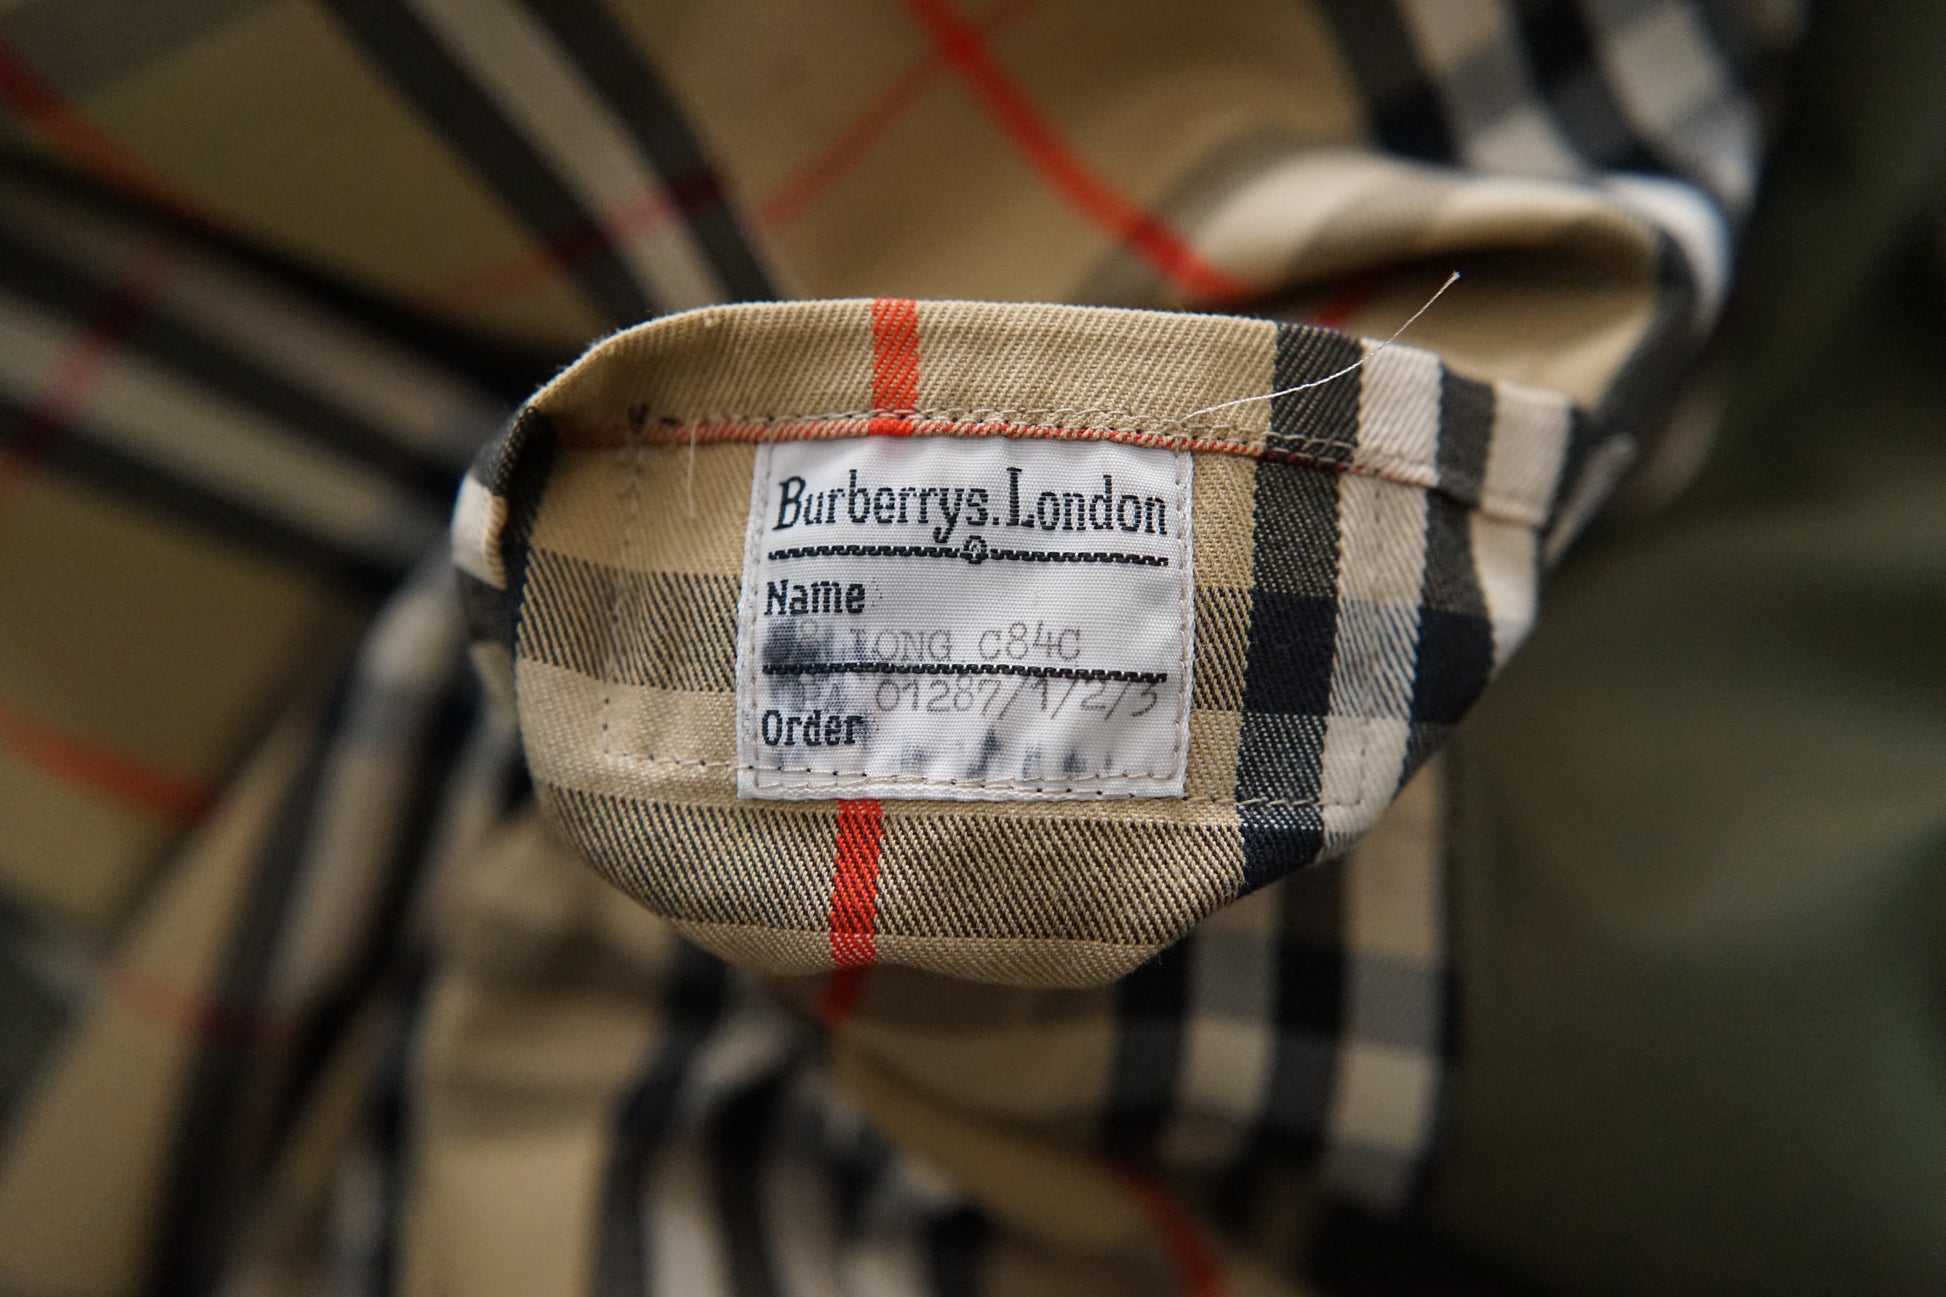 Burberrys. London
Name
LONG C84C
01287/1/2/3
Order